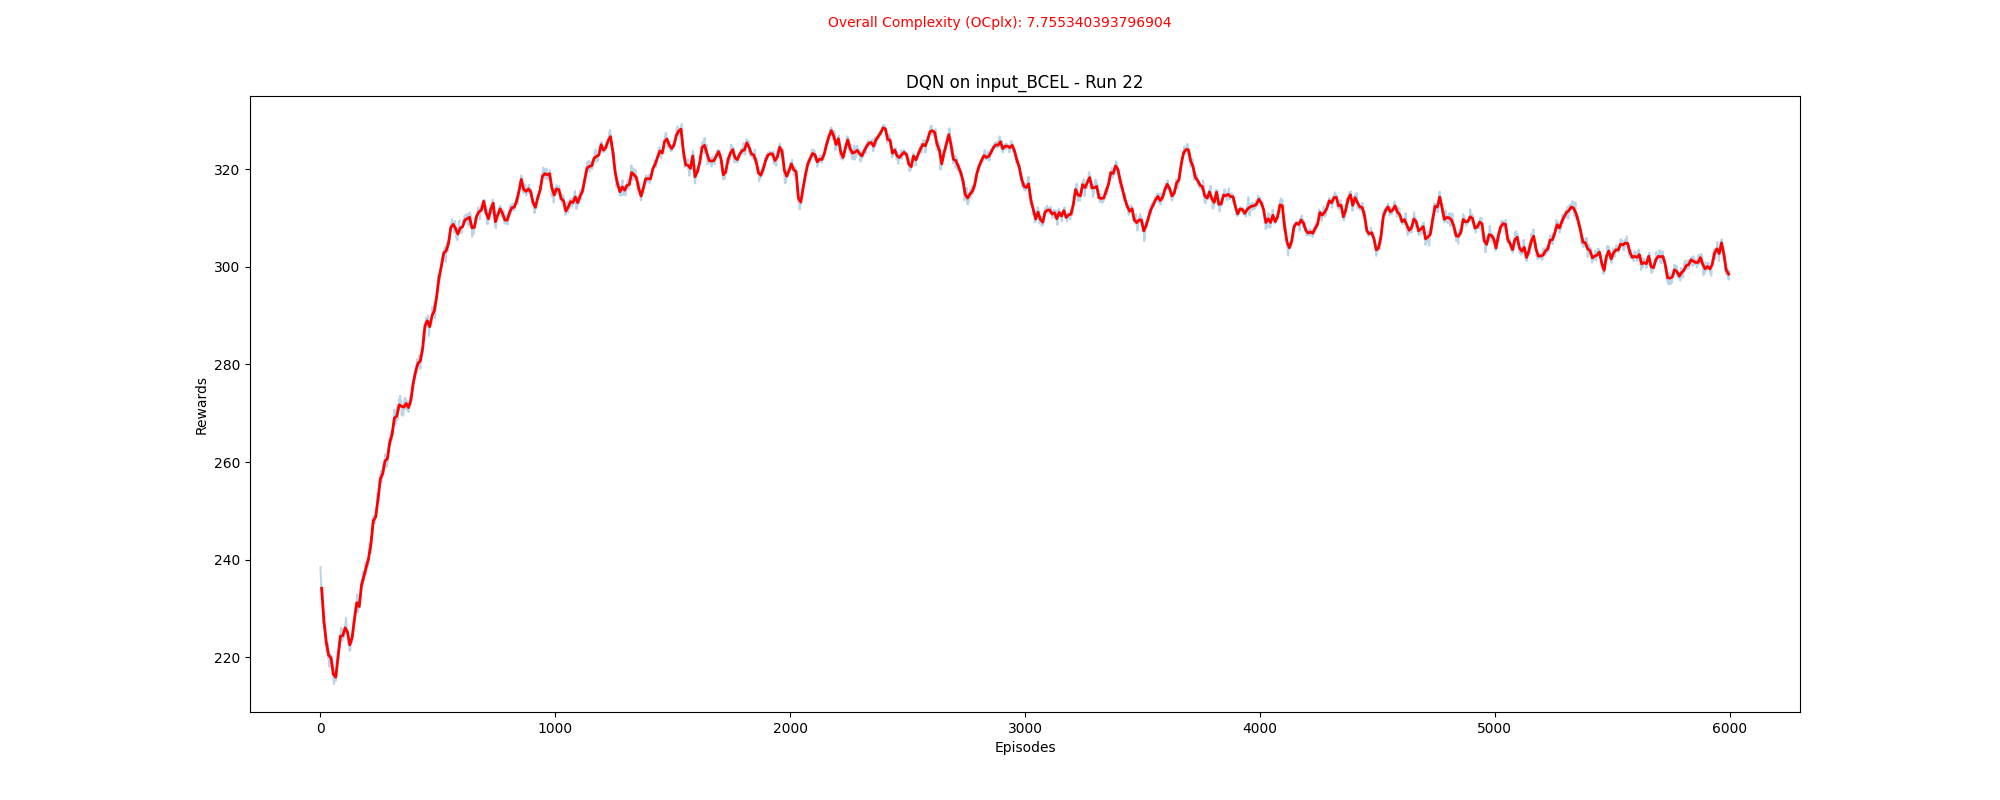 Overall Complexity (OCplx): 7.755340393796904
DQN on input_BCEL - Run 22
Rewards
320
300
280
260
240
220
0 1000 2000 3000 4000 5000 6000
Episodes